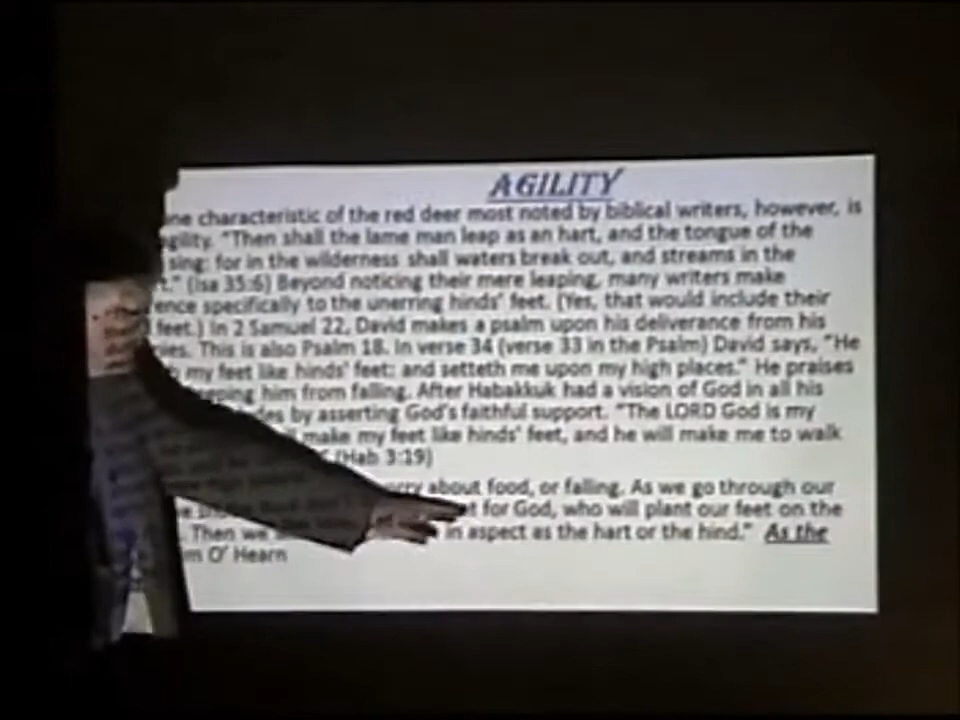 AGILITY
one characteristic of the red deer most noted by biblical writers, however, is
agility. "Then shall the lame man leap as an hart, and the tongue of the
sing: for in the wilderness shall waters break out, and streams in the
(Isa 35:6) Beyond noticing their mere leaping, many writers make
specifically to the unerring hinds' feet. (Yes, that would include their
feet.) In 2 Samuel 22, David makes a psalm upon his deliverance from his
This is also Psalm 18. In verse 34 (verse 33 in the Psalm) David says, "He
my feet like hinds' feet: and setteth me upon my high places." He praises
him from falling. After Habakkuk had a vision of God in all his
by asserting God's faithful support. "The LORD God is my
make my feet like hinds' feet, and he will make me to walk
(Hab 3:19)
about food, or falling. As we go through our
for God, who will plant our feet on the
Then we in aspect as the hart or the hind." As the
O' Hearn